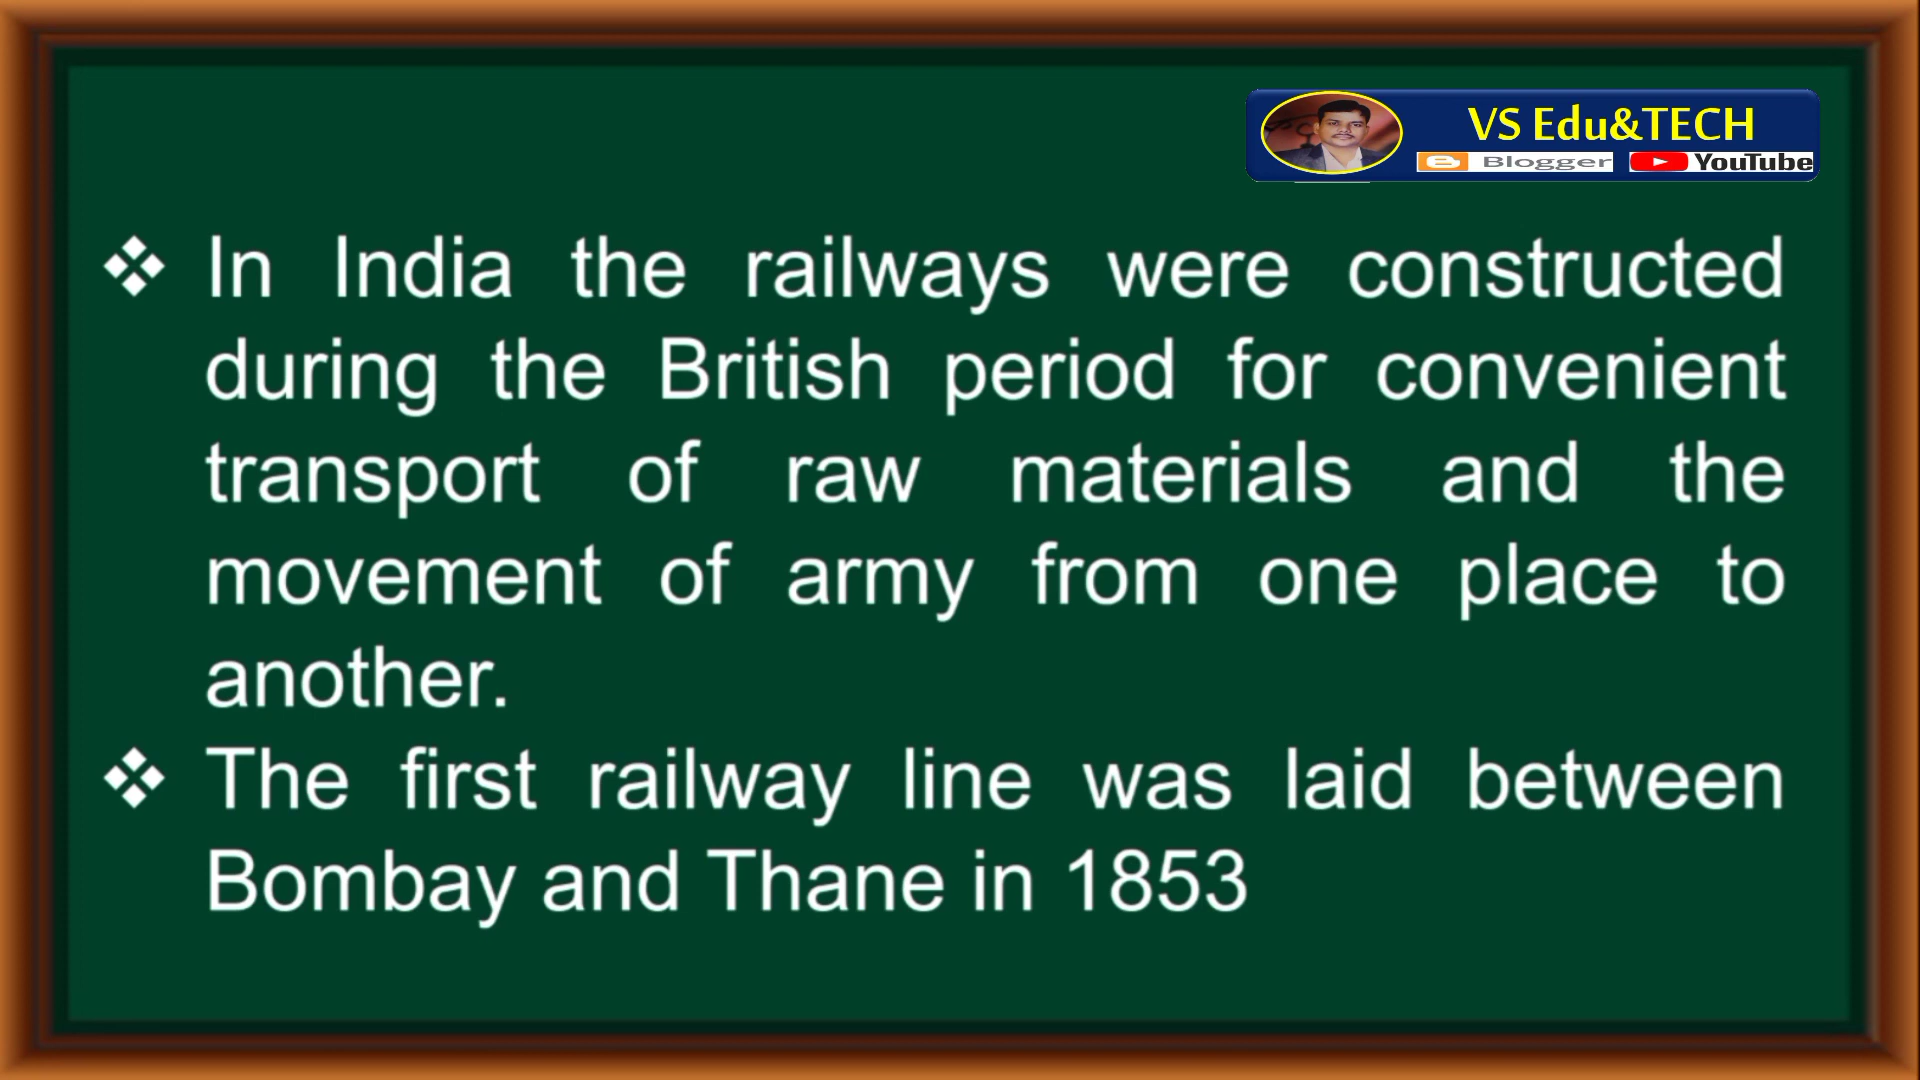 VS Edu&TECH
Blogger YouTube
❖ In India the railways were constructed
during the British period for convenient
transport of raw materials and the
movement of army from one place to
another.
❖ The first railway line was laid between
Bombay and Thane in 1853